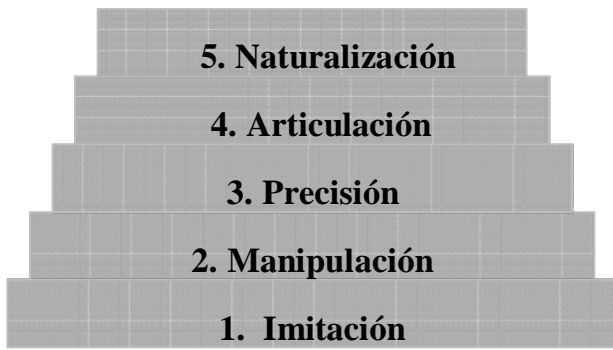 5. Naturalización
4. Articulación
3. Precisión
2. Manipulación
1. Imitación